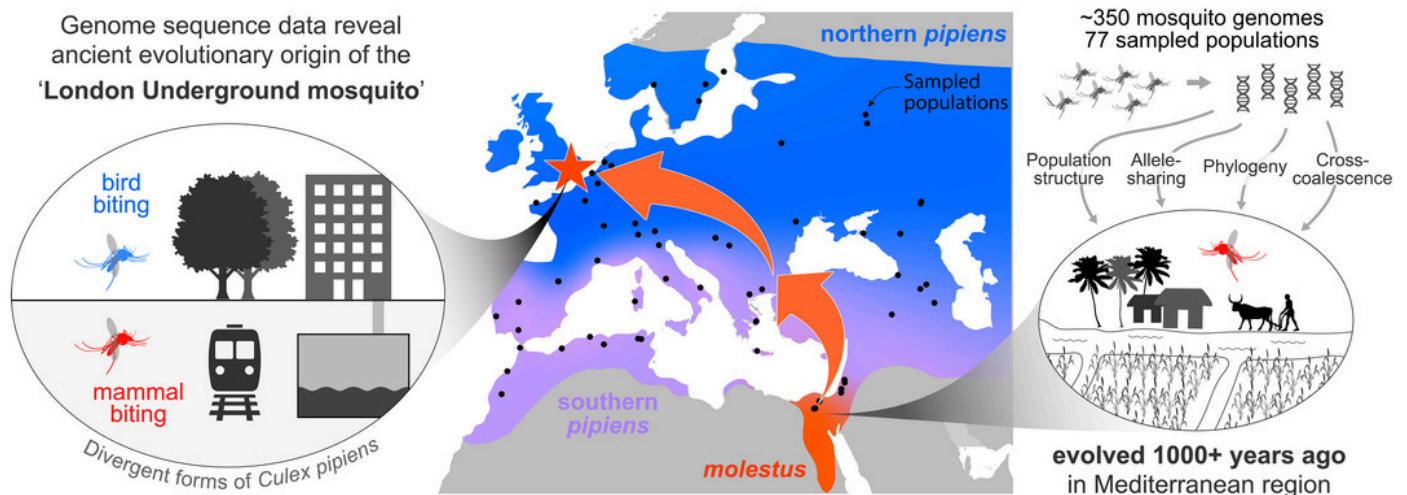 Genome sequence data reveal
ancient evolutionary origin of the
'London Underground mosquito'
bird
biting
mammal
biting
Divergent forms of Culex pipiens
northern pipiens
Sampled
populations
southern
pipiens
molestus
~350 mosquito genomes
77 sampled populations
Population
structure
Allele-
sharing
Phylogeny
Cross-
coalescence
evolved 1000+ years ago
in Mediterranean region